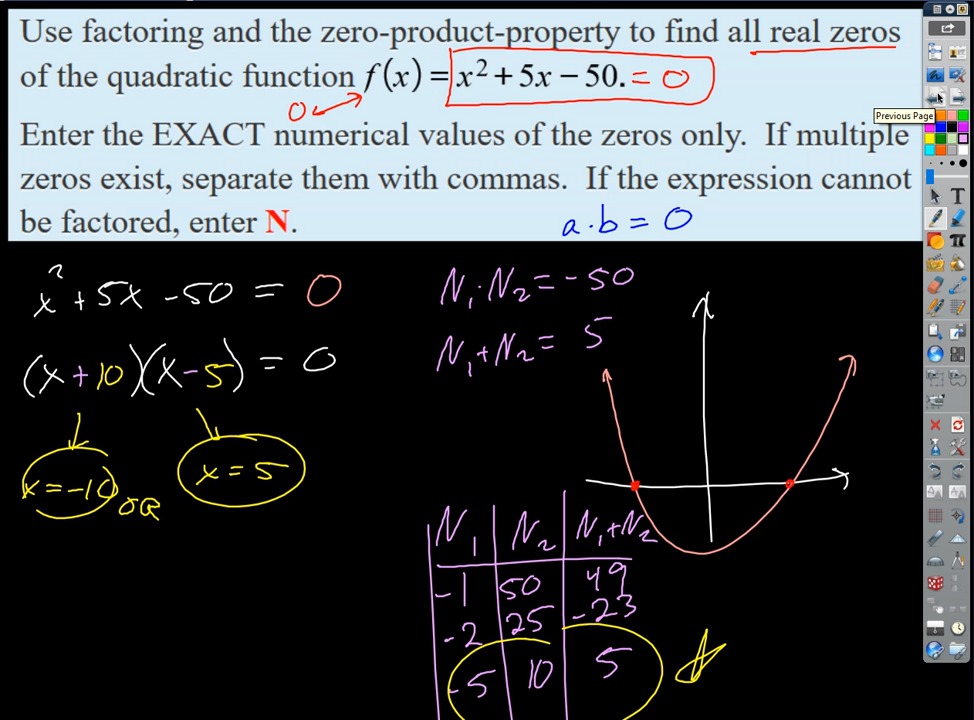 Use factoring and the zero-product-property to find all real zeros
of the quadratic function f(x) = x² + 5x − 50. = 0
0
Enter the EXACT numerical values of the zeros only. If multiple
zeros exist, separate them with commas. If the expression cannot
be factored, enter N.
a·b = 0
Previous Page
T
π
x² + 5x - 50 = 0
(x + 10)(x - 5) = 0
x = -10 OR x = 5
N₁·N₂ = -50
N₁ + N₂ = 5
N₁ N₂ N₁+N₂
-1 50 49
-2 25 -23
-5 10 5